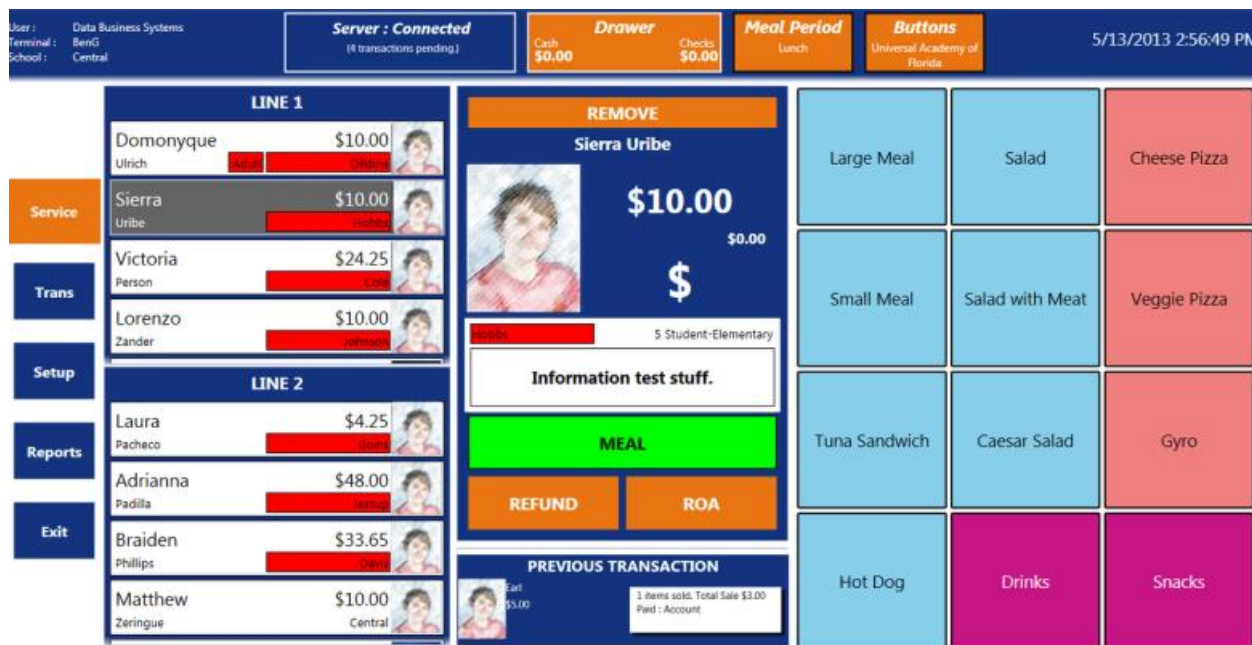 User : Data Business Systems
Terminal : BenG
School : Central
Server : Connected
(4 transactions pending.)
Drawer
Cash Checks
$0.00 $0.00
Meal Period
Lunch
Buttons
Universal Academy of
Florida
5/13/2013 2:56:49 PM
Service
Trans
Setup
Reports
Exit
LINE 1
Domonyque $10.00
Ulrich Adult
Sierra $10.00
Uribe Hobbs
Victoria $24.25
Person Cole
Lorenzo $10.00
Zander Johnson
LINE 2
Laura $4.25
Pacheco
Adrianna $48.00
Padilla
Braiden $33.65
Phillips Davis
Matthew $10.00
Zeringue Central
REMOVE
Sierra Uribe
$10.00
$0.00
$
Hobbs 5 Student-Elementary
Information test stuff.
MEAL
REFUND ROA
PREVIOUS TRANSACTION
Earl
$5.00
1 items sold. Total Sale $3.00
Paid : Account
Large Meal
Salad
Cheese Pizza
Small Meal
Salad with Meat
Veggie Pizza
Tuna Sandwich
Caesar Salad
Gyro
Hot Dog
Drinks
Snacks